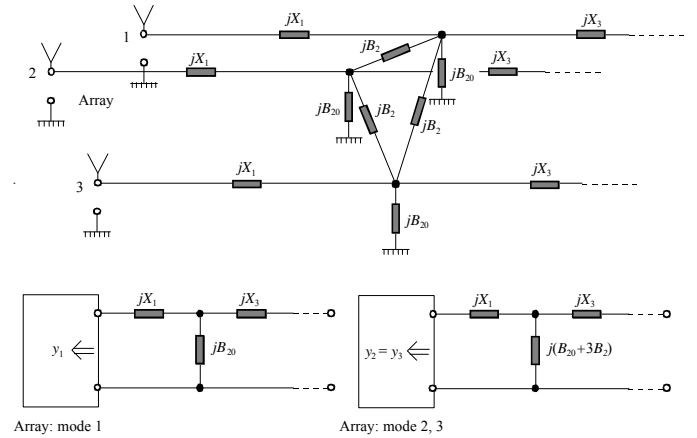 1
jX1
jX3
jB2
2
jX1
jX3
jB20
Array
jB20
jB2
jB2
3
jX1
jX3
jB20
jX1
jX3
y1
jB20
Array: mode 1
jX1
jX3
y2 = y3
j(B20+3B2)
Array: mode 2, 3